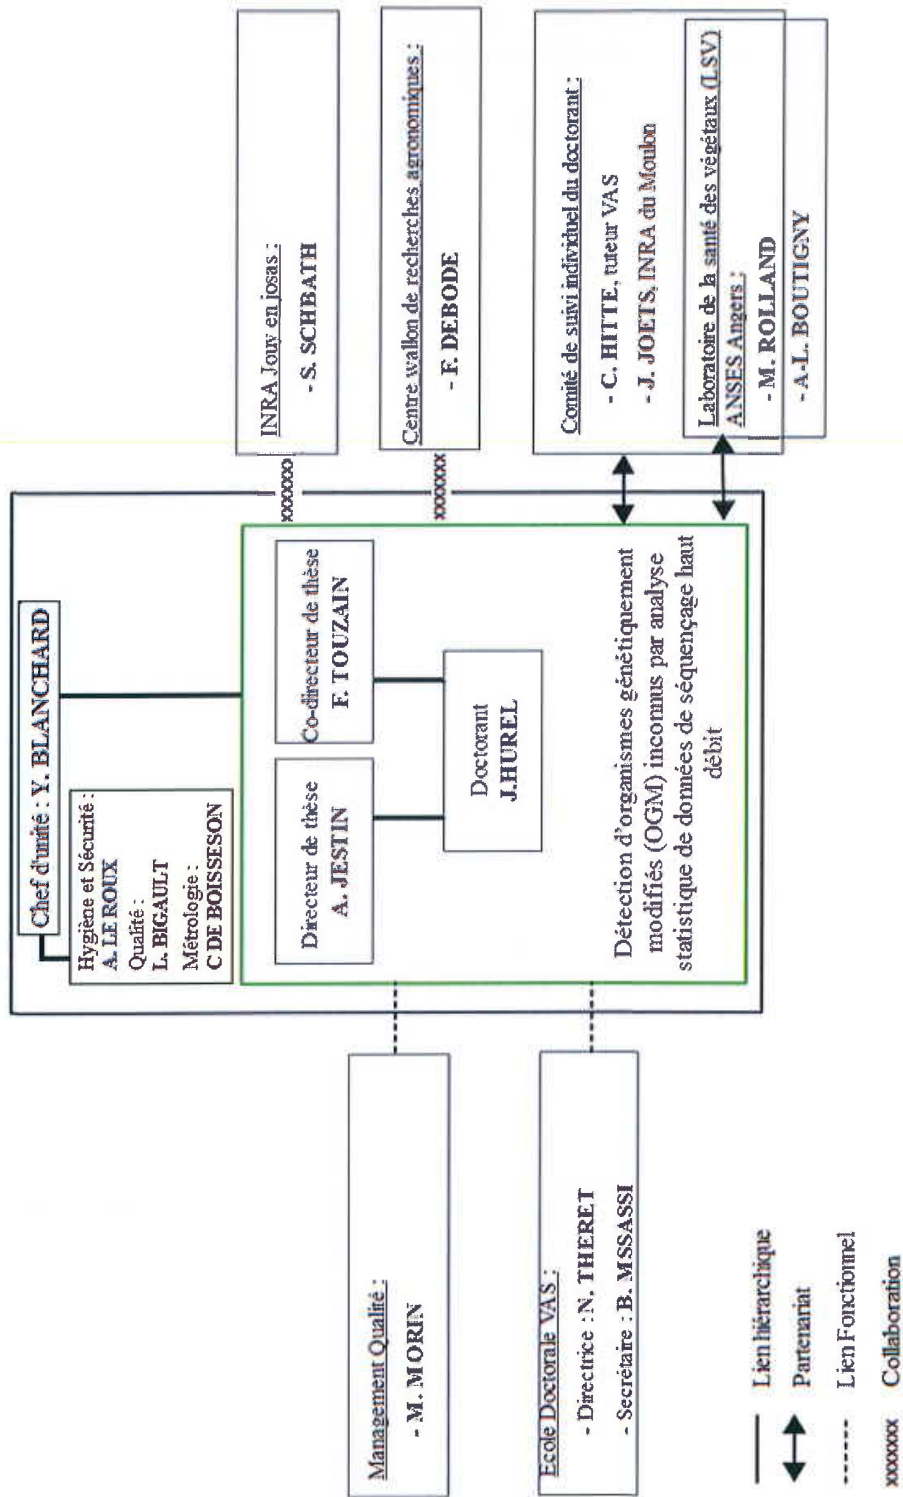 Chef d'unité : Y. BLANCHARD
Hygiène et Sécurité :
A. LE ROUX
Qualité :
L. BIGAULT
Métrologie :
C DE BOISSESON
Directeur de thèse
A. JESTIN
Co-directeur de thèse
F. TOUZAIN
Doctorant
J.HUREL
Détection d'organismes génétiquement
modifiés (OGM) inconnus par analyse
statistique de données de séquençage haut
débit
Management Qualité :
- M. MORIN
Ecole Doctorale VAS :
- Directrice : N. THERET
- Secrétaire : B. MSSASSI
xxxxxxx
INRA Jouy en josas :
- S. SCHBATH
xxxxxxx
Centre wallon de recherches agronomiques :
- F. DEBODE
Comité de suivi individuel du doctorant :
- C. HITTE, tuteur VAS
- J. JOETS, INRA du Moulon
Laboratoire de la santé des végétaux (LSV)
ANSES Angers :
- M. ROLLAND
- A-L. BOUTIGNY
Lien hiérarchique
Partenariat
Lien Fonctionnel
xxxxxxx Collaboration